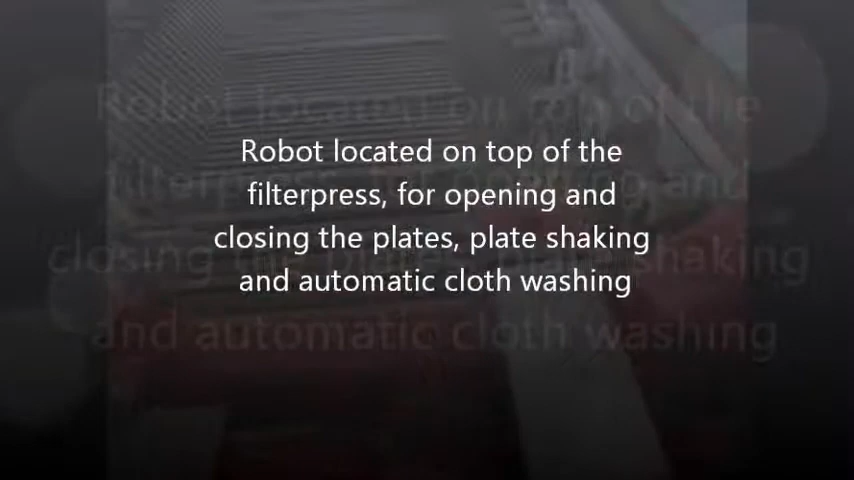 Robot located on top of the
filterpress, for opening and
closing the plates, plate shaking
and automatic cloth washing